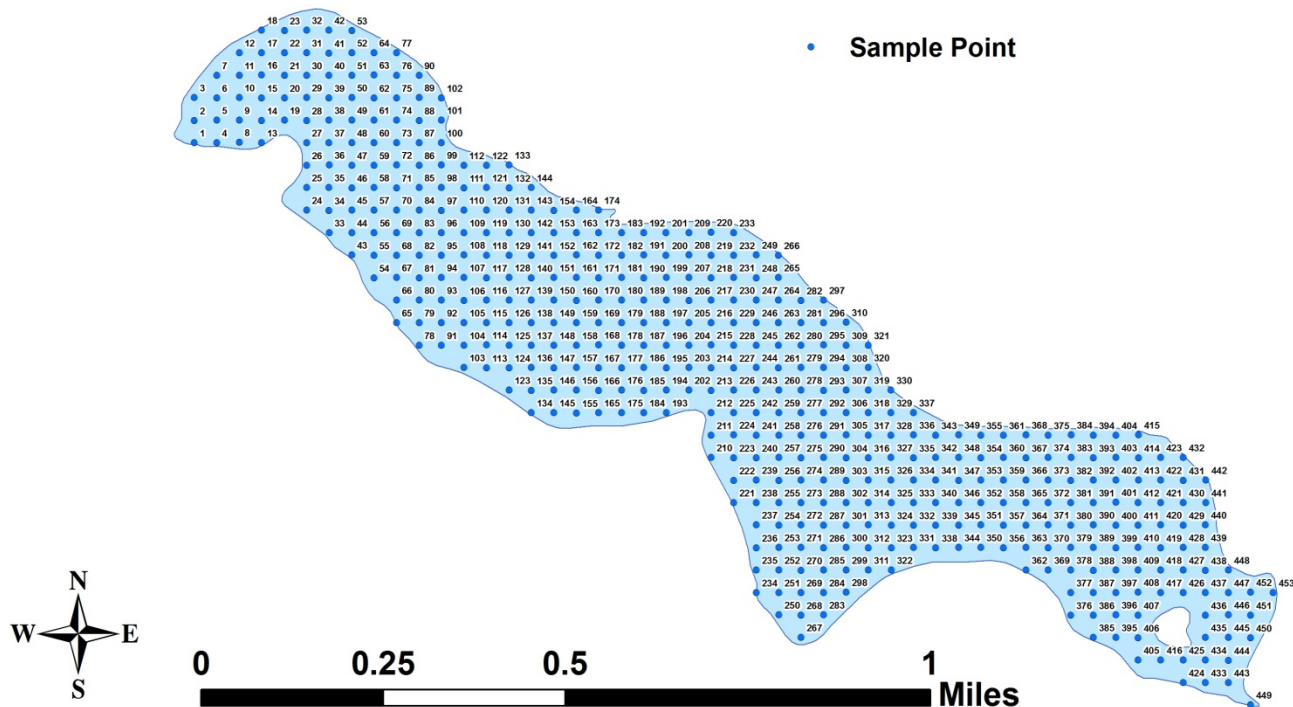 18 23 32 42 53
12 17 22 31 41 52 64 77
Sample Point
7 11 16 21 30 40 51 63 76 90
3 6 10 15 20 29 39 50 62 75 89 102
2 5 9 14 19 28 38 49 61 74 88 101
1 4 8 13 27 37 48 60 73 87 100
26 36 47 59 72 86 99 112 122 133
25 35 46 58 71 85 98 111 121 132 144
24 34 45 57 70 84 97 110 120 131 143 154 164 174
33 44 56 69 83 96 109 119 130 142 153 163 173 183 192 201 209 220 233
43 55 68 82 95 108 118 129 141 152 162 172 182 191 200 208 219 232 249 266
54 67 81 94 107 117 128 140 151 161 171 181 190 199 207 218 231 248 265
66 80 93 106 116 127 139 150 160 170 180 189 198 206 217 230 247 264 282 297
65 79 92 105 115 126 138 149 159 169 179 188 197 205 216 229 246 263 281 296 310
78 91 104 114 125 137 148 158 168 178 187 196 204 215 228 245 262 280 295 309 321
103 113 124 136 147 157 167 177 186 195 203 214 227 244 261 279 294 308 320
123 135 146 156 166 176 185 194 202 213 226 243 260 278 293 307 319 330
134 145 155 165 175 184 193 212 225 242 259 277 292 306 318 329 337
211 224 241 258 276 291 305 317 328 336 343 349 355 361 368 375 384 394 404 415
210 223 240 257 275 290 304 316 327 335 342 348 354 360 367 374 383 393 403 414 423 432
222 239 256 274 289 303 315 326 334 341 347 353 359 366 373 382 392 402 413 422 431 442
221 238 255 273 288 302 314 325 333 340 346 352 358 365 372 381 391 401 412 421 430 441
237 254 272 287 301 313 324 332 339 345 351 357 364 371 380 390 400 411 420 429 440
236 253 271 286 300 312 323 331 338 344 350 356 363 370 379 389 399 410 419 428 439
235 252 270 285 299 311 322 362 369 378 388 398 409 418 427 438 448
234 251 269 284 298 377 387 397 408 417 426 437 447 452 453
250 268 283 376 386 396 407 436 446 451
267 385 395 406 435 445 450
405 416 425 434 444
424 433 443
449
N
W E
S
0 0.25 0.5 1
Miles